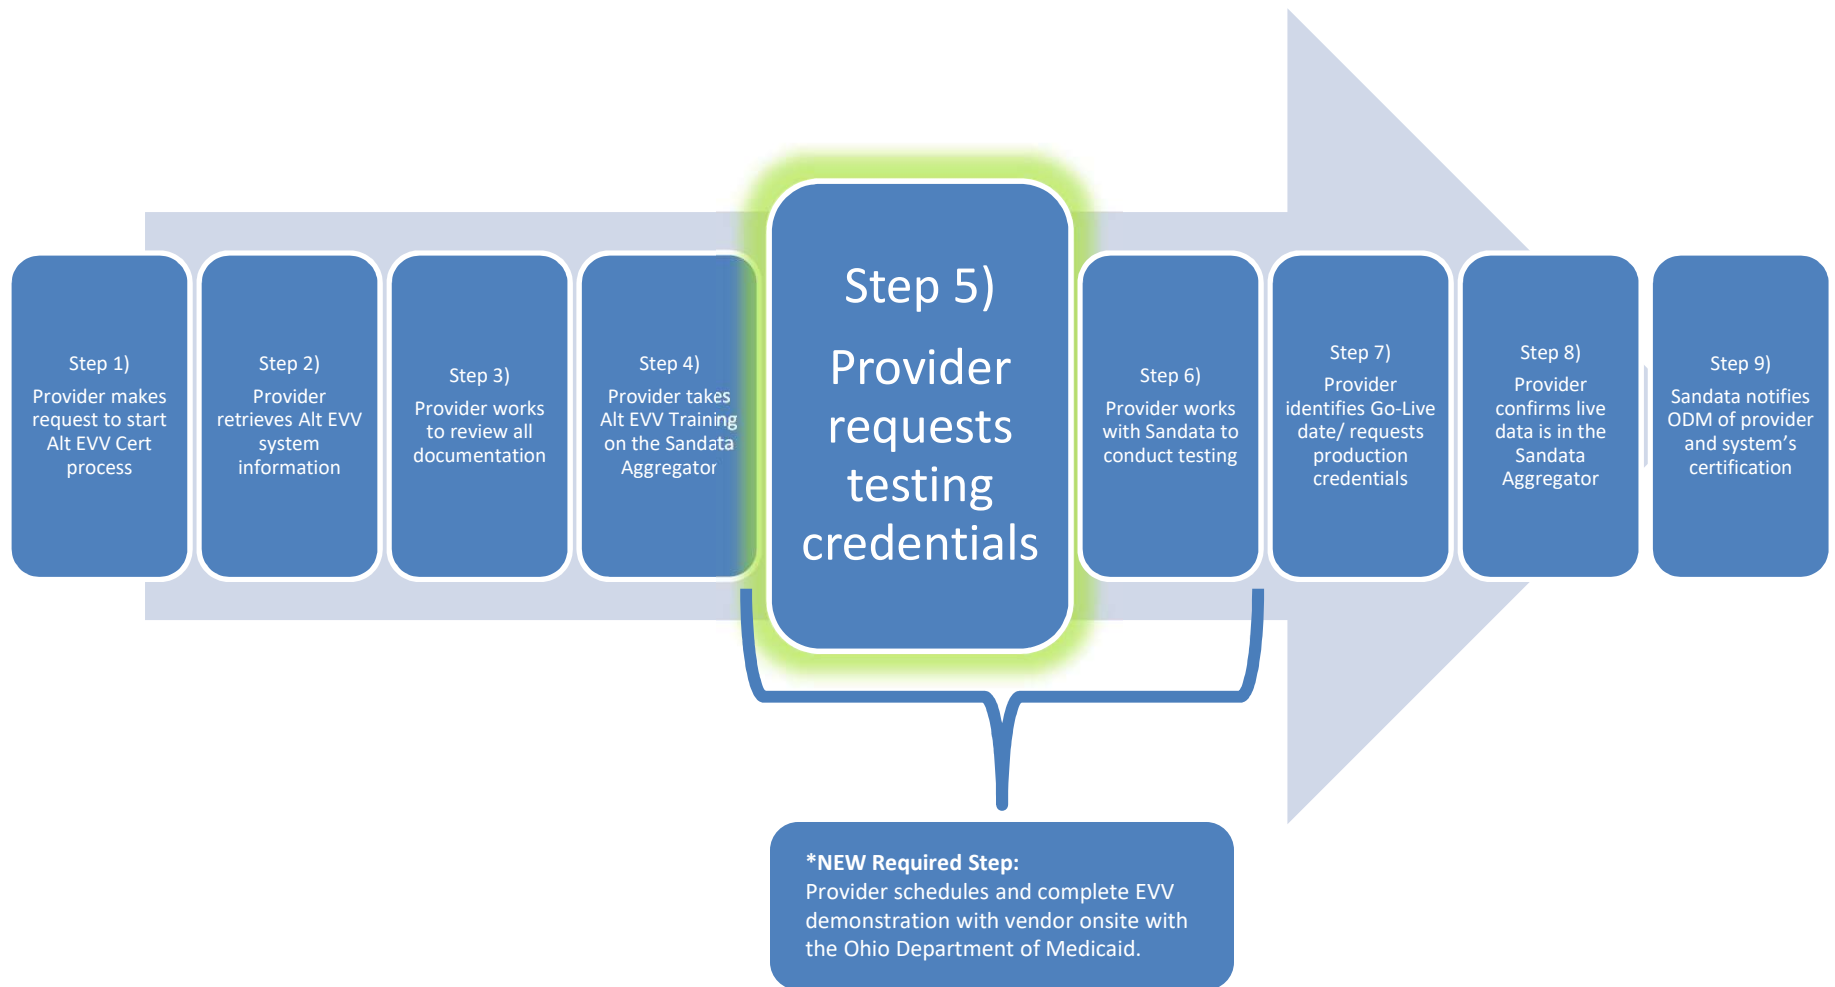 Step 1)
Provider makes
request to start
Alt EVV Cert
process
Step 2)
Provider
retrieves Alt EVV
system
information
Step 3)
Provider works
to review all
documentation
Step 4)
Provider takes
Alt EVV Training
on the Sandata
Aggregator
Step 5)
Provider
requests
testing
credentials
Step 6)
Provider works
with Sandata to
conduct testing
Step 7)
Provider
identifies Go-Live
date/ requests
production
credentials
Step 8)
Provider
confirms live
data is in the
Sandata
Aggregator
Step 9)
Sandata notifies
ODM of provider
and system’s
certification
*NEW Required Step:
Provider schedules and complete EVV
demonstration with vendor onsite with
the Ohio Department of Medicaid.